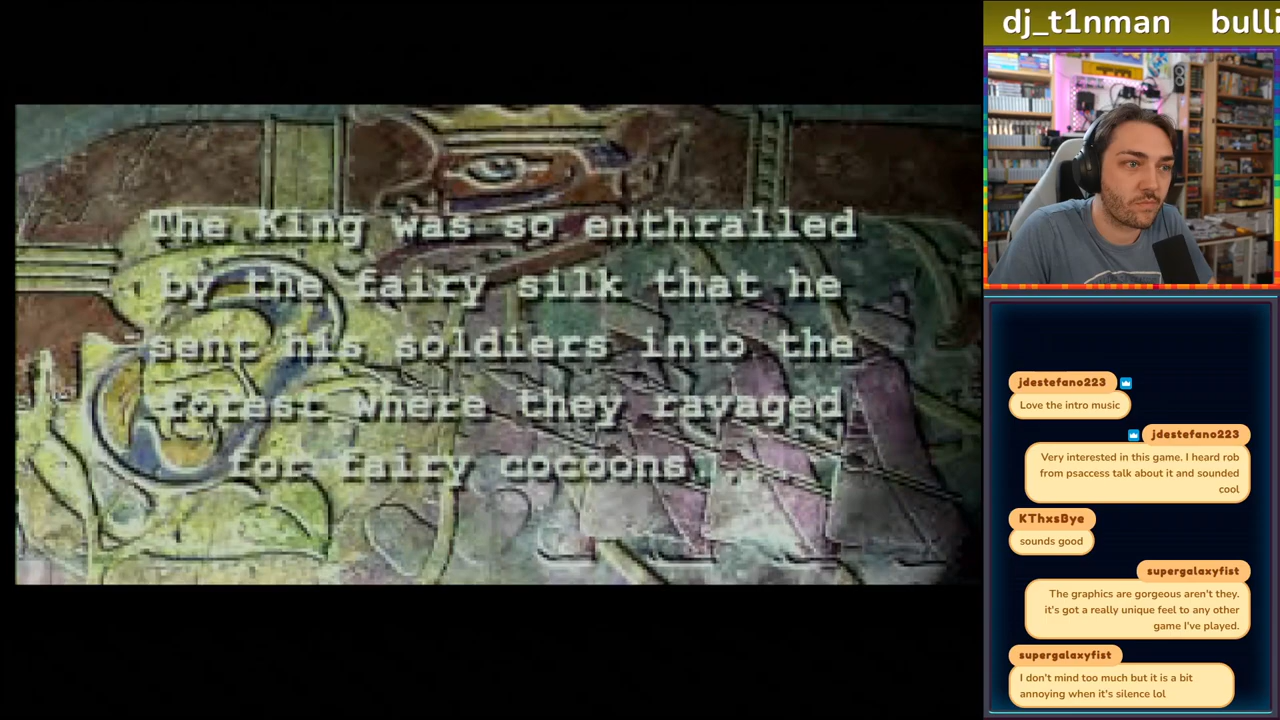 dj_t1nman bulli
The King was so enthralled
by the fairy silk that he
sent his soldiers into the
forest where they ravaged
for fairy cocoons.
jdestefano223
Love the intro music
jdestefano223
Very interested in this game. I heard rob
from psaccess talk about it and sounded
cool
KThxsBye
sounds good
supergalaxyfist
The graphics are gorgeous aren't they.
it's got a really unique feel to any other
game I've played.
supergalaxyfist
I don't mind too much but it is a bit
annoying when it's silence lol